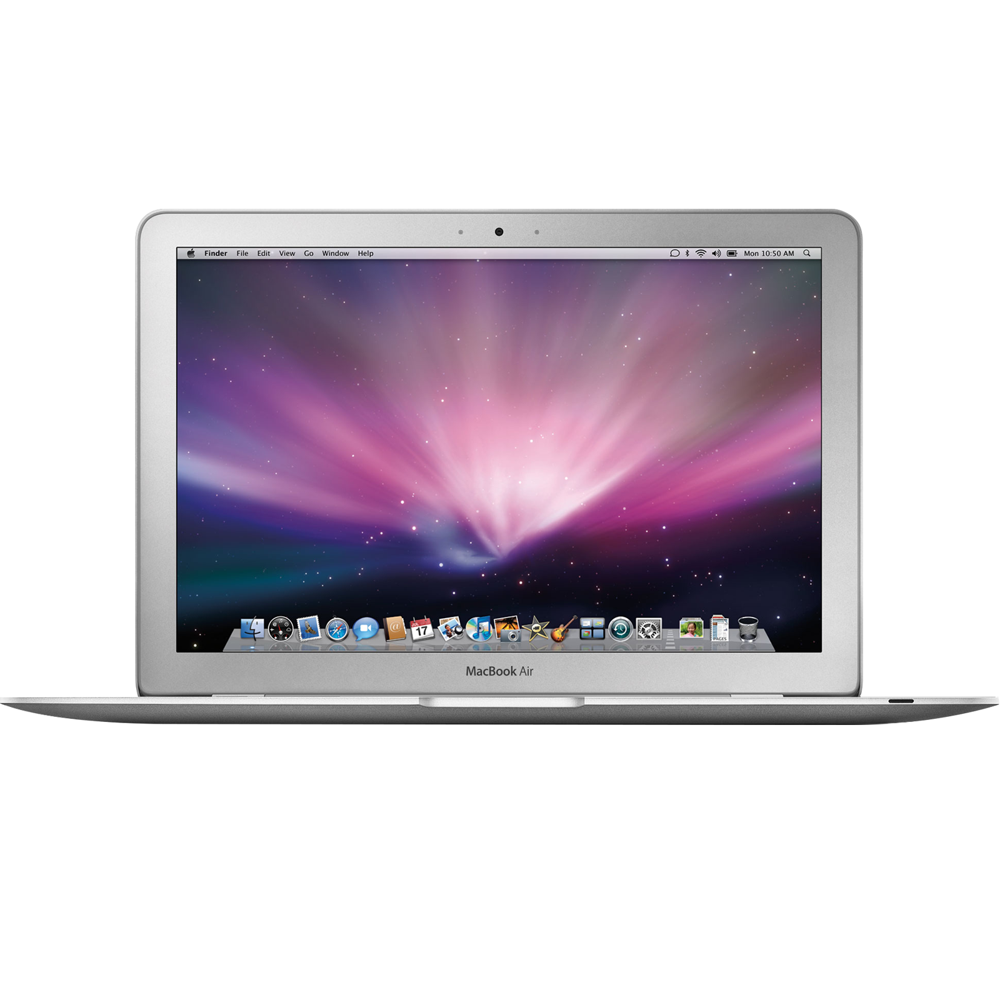 Finder File Edit View Go Window Help Mon 10:50 AM
@
JUL
17
PAGES
MacBook Air